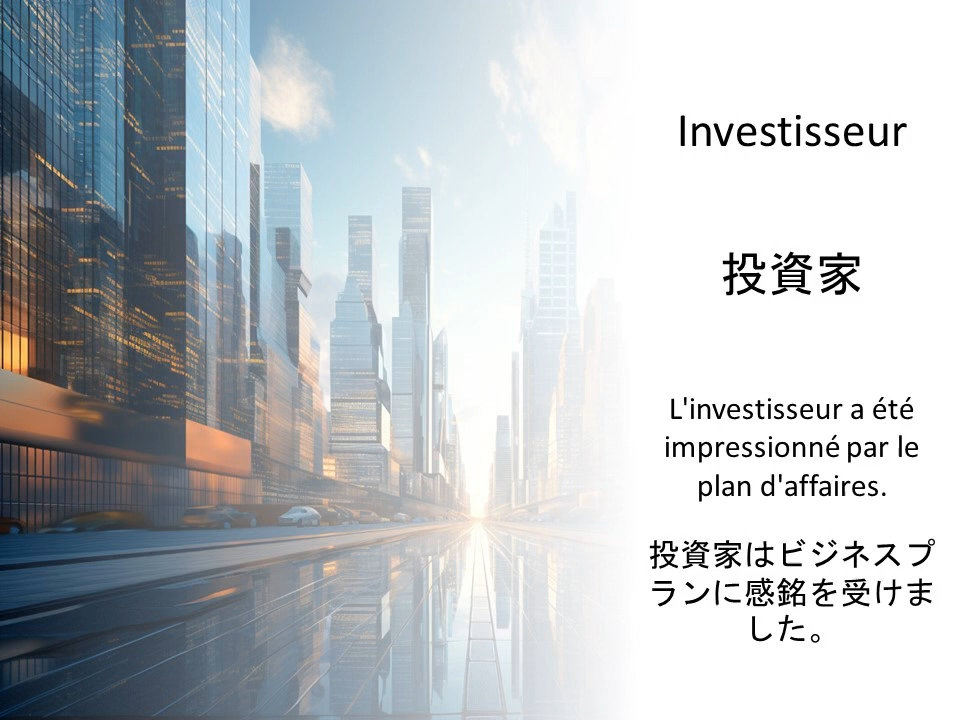 Investisseur
投資家
L'investisseur a été
impressionné par le
plan d'affaires.
投資家はビジネスプ
ランに感銘を受けま
した。